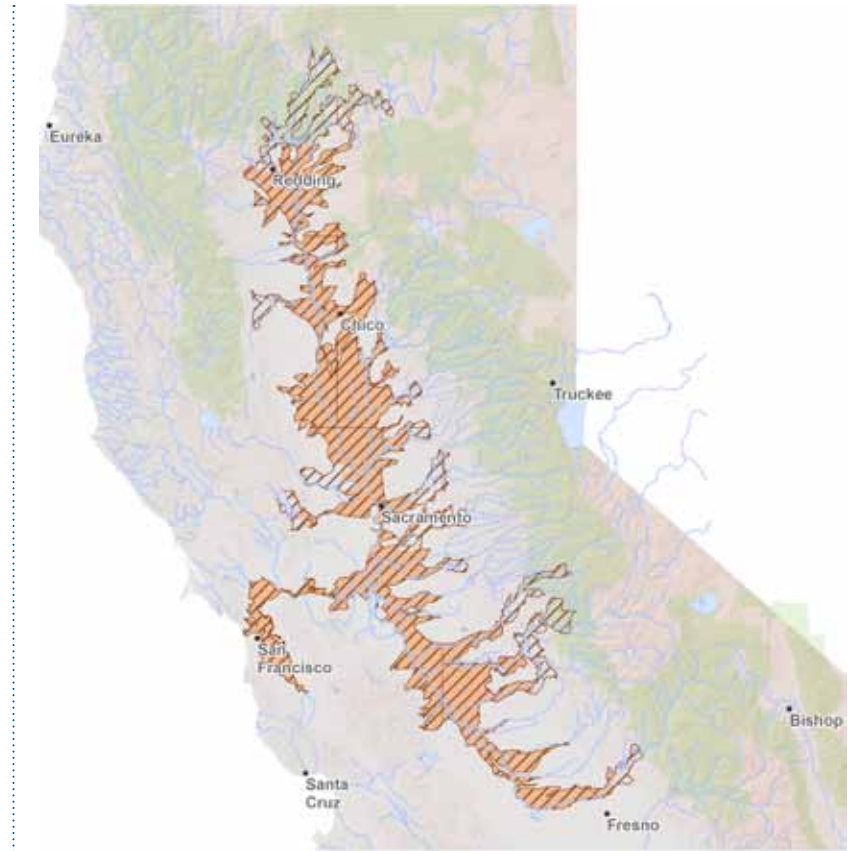 Eureka
Redding
Chico
Truckee
Sacramento
San
Francisco
Bishop
Santa
Cruz
Fresno